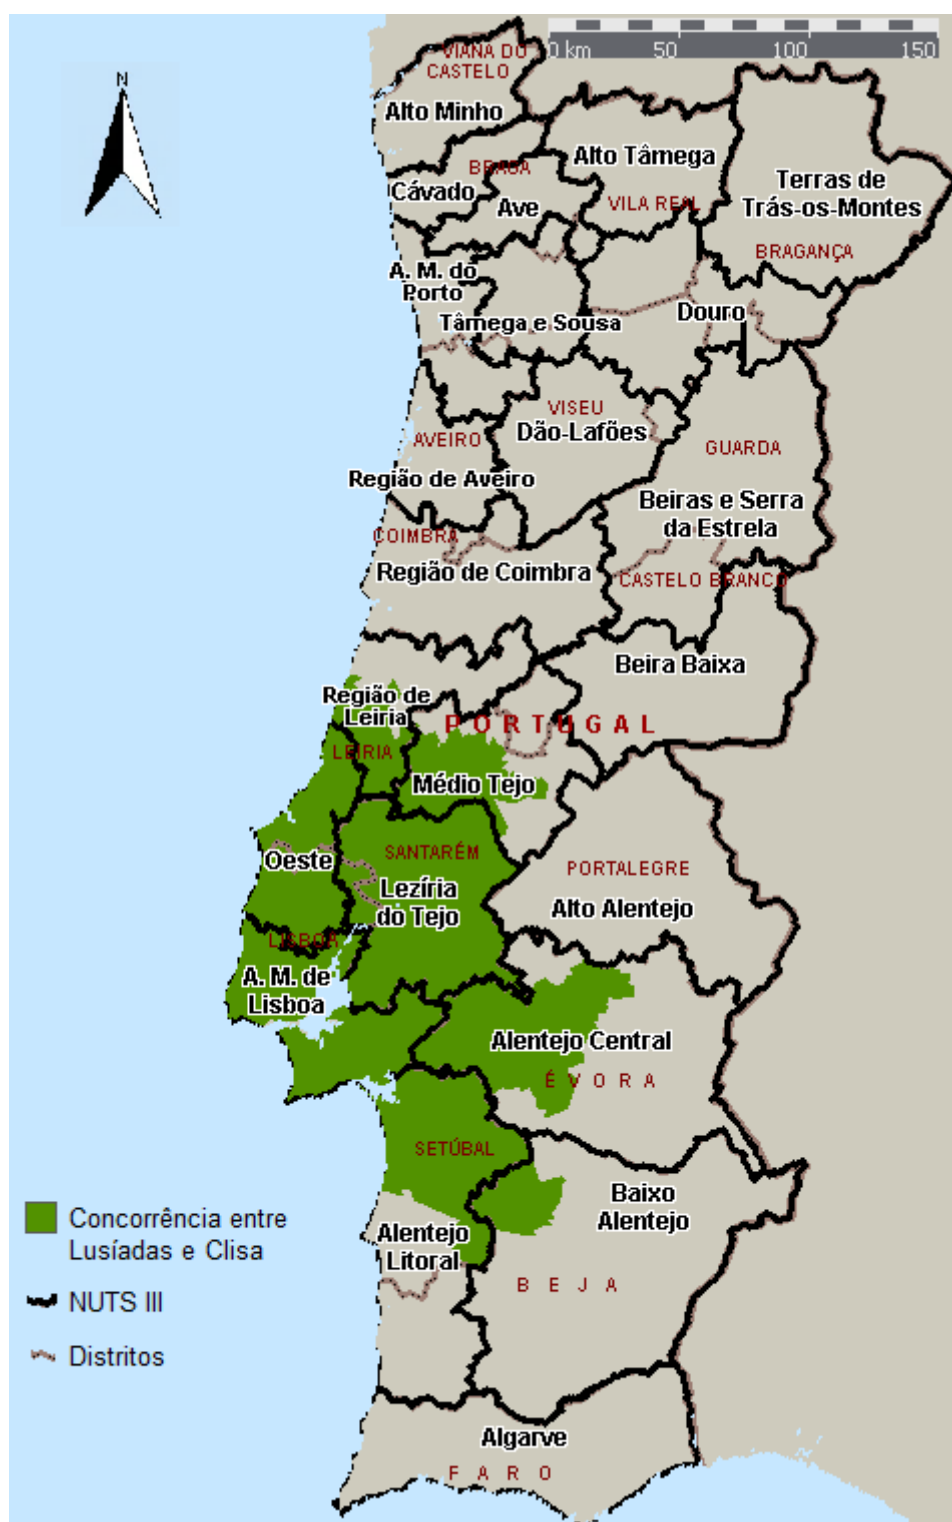 0 km 50 100 150
N
VIANA DO
CASTELO
Alto Minho
BRAGA
Cávado
Ave
Alto Tâmega
VILA REAL
Terras de
Trás-os-Montes
BRAGANÇA
A. M. do
Porto
Tâmega e Sousa
Douro
VISEU
Dão-Lafões
AVEIRO
Região de Aveiro
GUARDA
Beiras e Serra
da Estrela
COIMBRA
Região de Coimbra
CASTELO BRANCO
Beira Baixa
Região de
Leiria
PORTUGAL
LEIRIA
Médio Tejo
Oeste
SANTARÉM
Lezíria
do Tejo
PORTALEGRE
Alto Alentejo
LISBOA
A. M. de
Lisboa
Alentejo Central
ÉVORA
SETÚBAL
Baixo
Alentejo
Alentejo
Litoral
BEJA
Algarve
FARO
Concorrência entre
Lusíadas e Clisa
NUTS III
Distritos